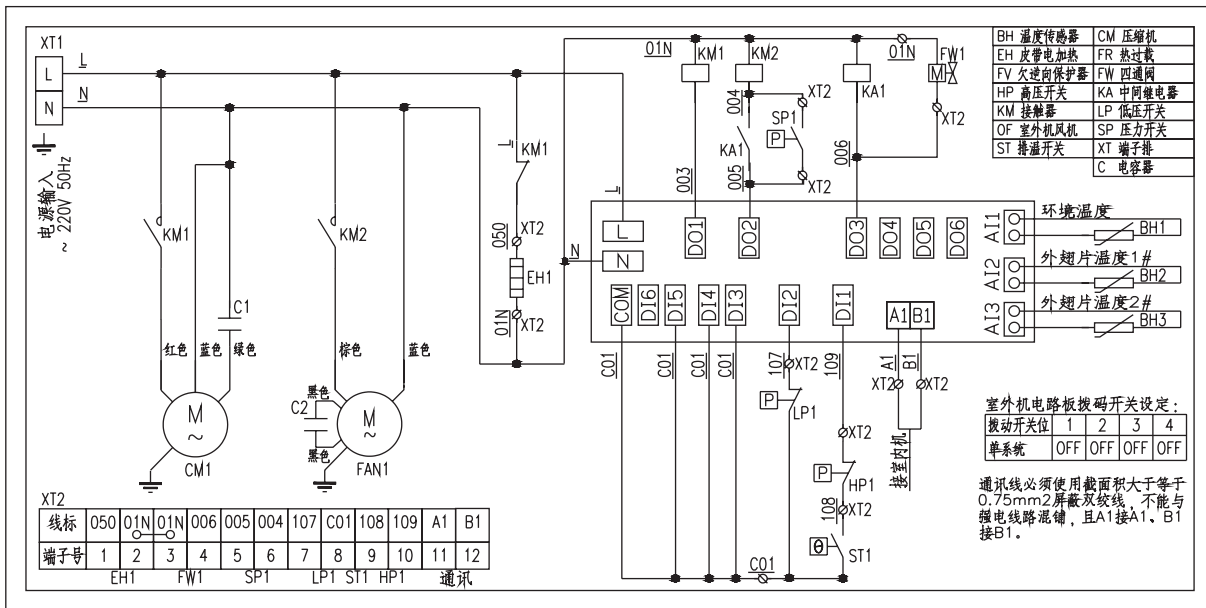 XT1
L
N
L
N
电源输入
~ 220V 50Hz
KM1
C1
红色
蓝色
绿色
M
~
CM1
KM2
棕色
蓝色
黑色
C2
黑色
M
~
FAN1
L
KM1
XT2
050
EH1
01N
XT2
N
L
01N
KM1
KM2
KA1
01N
FW1
M
XT2
004
XT2
SP1
P
KA1
005
XT2
003
006
L
N
DO1
DO2
DO3
DO4
DO5
DO6
COM
DI6
DI5
DI4
DI3
DI2
DI1
A1
B1
AI1
AI2
AI3
环境温度
BH1
外翅片温度1#
BH2
外翅片温度2#
BH3
C01
C01
C01
C01
107
XT2
P
LP1
109
XT2
P
HP1
108
XT2
θ
ST1
C01
A1
B1
XT2
XT2
接室内机
BH 温度传感器 CM 压缩机
EH 皮带电加热 FR 热过载
FV 欠逆向保护器 FW 四通阀
HP 高压开关 KA 中间继电器
KM 接触器 LP 低压开关
OF 室外机风机 SP 压力开关
ST 排温开关 XT 端子排
C 电容器
室外机电路板拨码开关设定:
拨动开关位 1 2 3 4
单系统 OFF OFF OFF OFF
通讯线必须使用截面积大于等于
0.75mm2屏蔽双绞线，不能与
强电线路混铺，且A1接A1、B1
接B1。
XT2
线标 050 01N 01N 006 005 004 107 C01 108 109 A1 B1
端子号 1 2 3 4 5 6 7 8 9 10 11 12
EH1 FW1 SP1 LP1 ST1 HP1 通讯